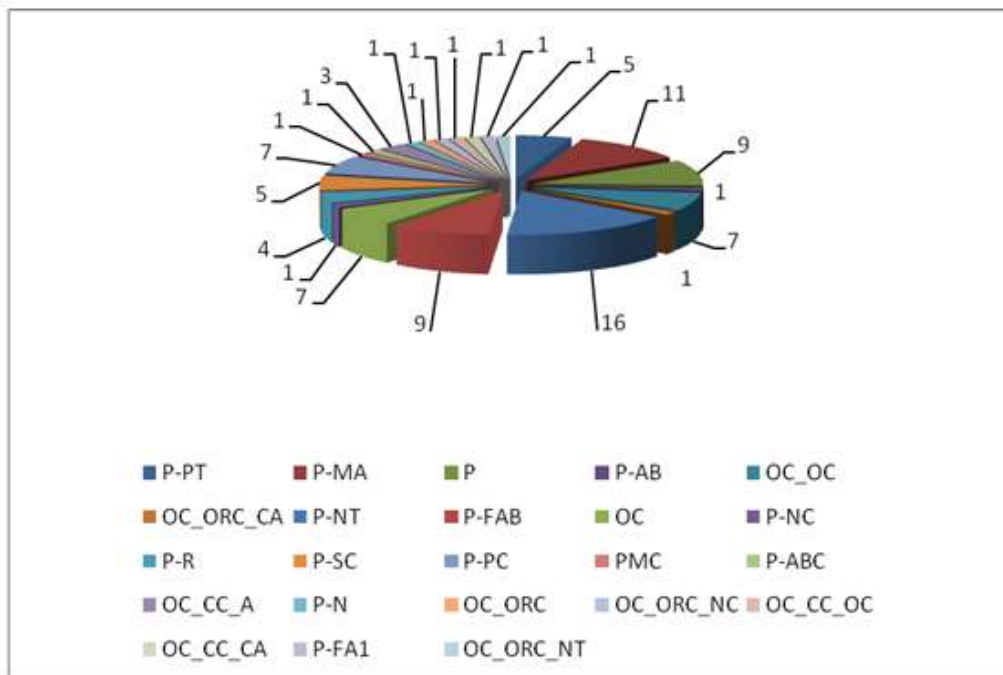 1 1 1 1 1 1 5
3
11
1
1
1
9
7
1
5
7
4
1
1
7
9
16
P-PT P-MA P P-AB OC_OC
OC_ORC_CA P-NT P-FAB OC P-NC
P-R P-SC P-PC PMC P-ABC
OC_CC_A P-N OC_ORC OC_ORC_NC OC_CC_OC
OC_CC_CA P-FA1 OC_ORC_NT